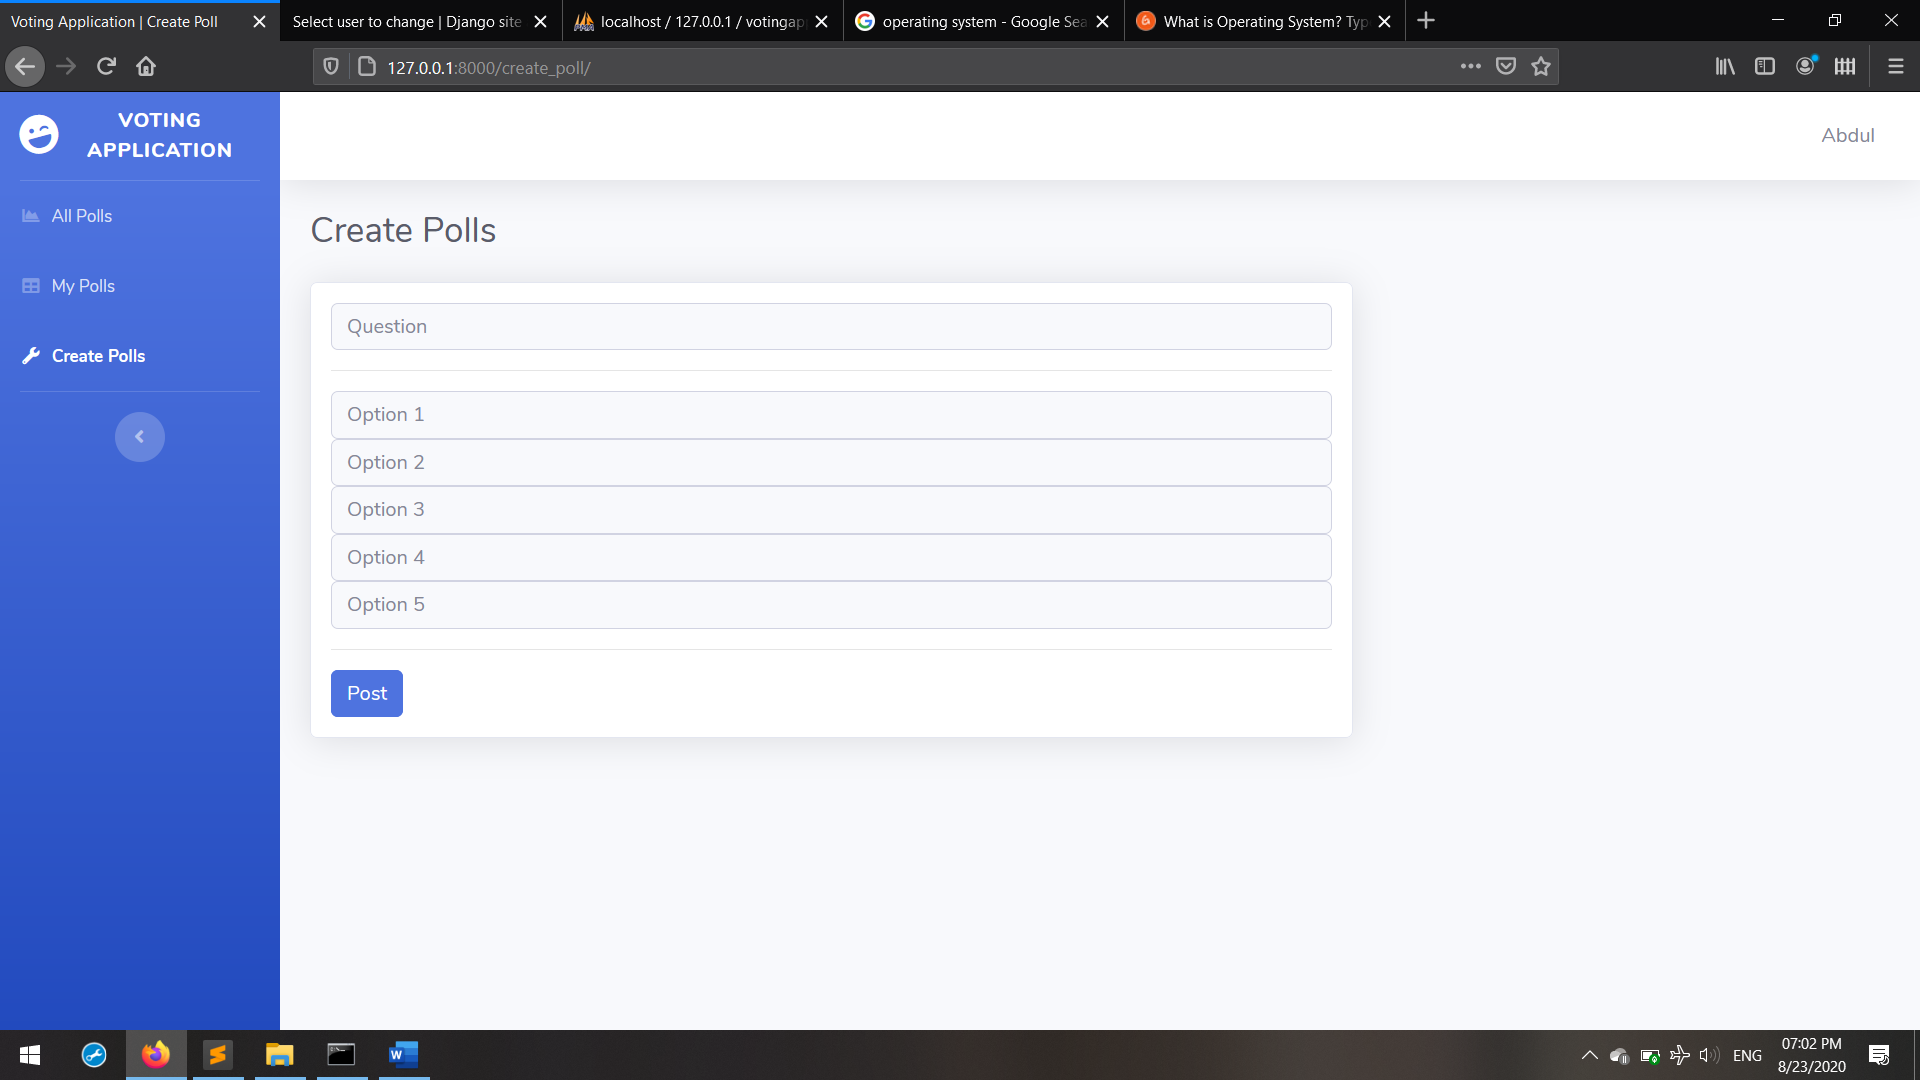 Voting Application | Create Poll
Select user to change | Django site
localhost / 127.0.0.1 / votingap
operating system - Google Sea
What is Operating System? Typ
127.0.0.1:8000/create_poll/
VOTING
APPLICATION
Abdul
All Polls
My Polls
Create Polls
Create Polls
Question
Option 1
Option 2
Option 3
Option 4
Option 5
Post
ENG
07:02 PM
8/23/2020